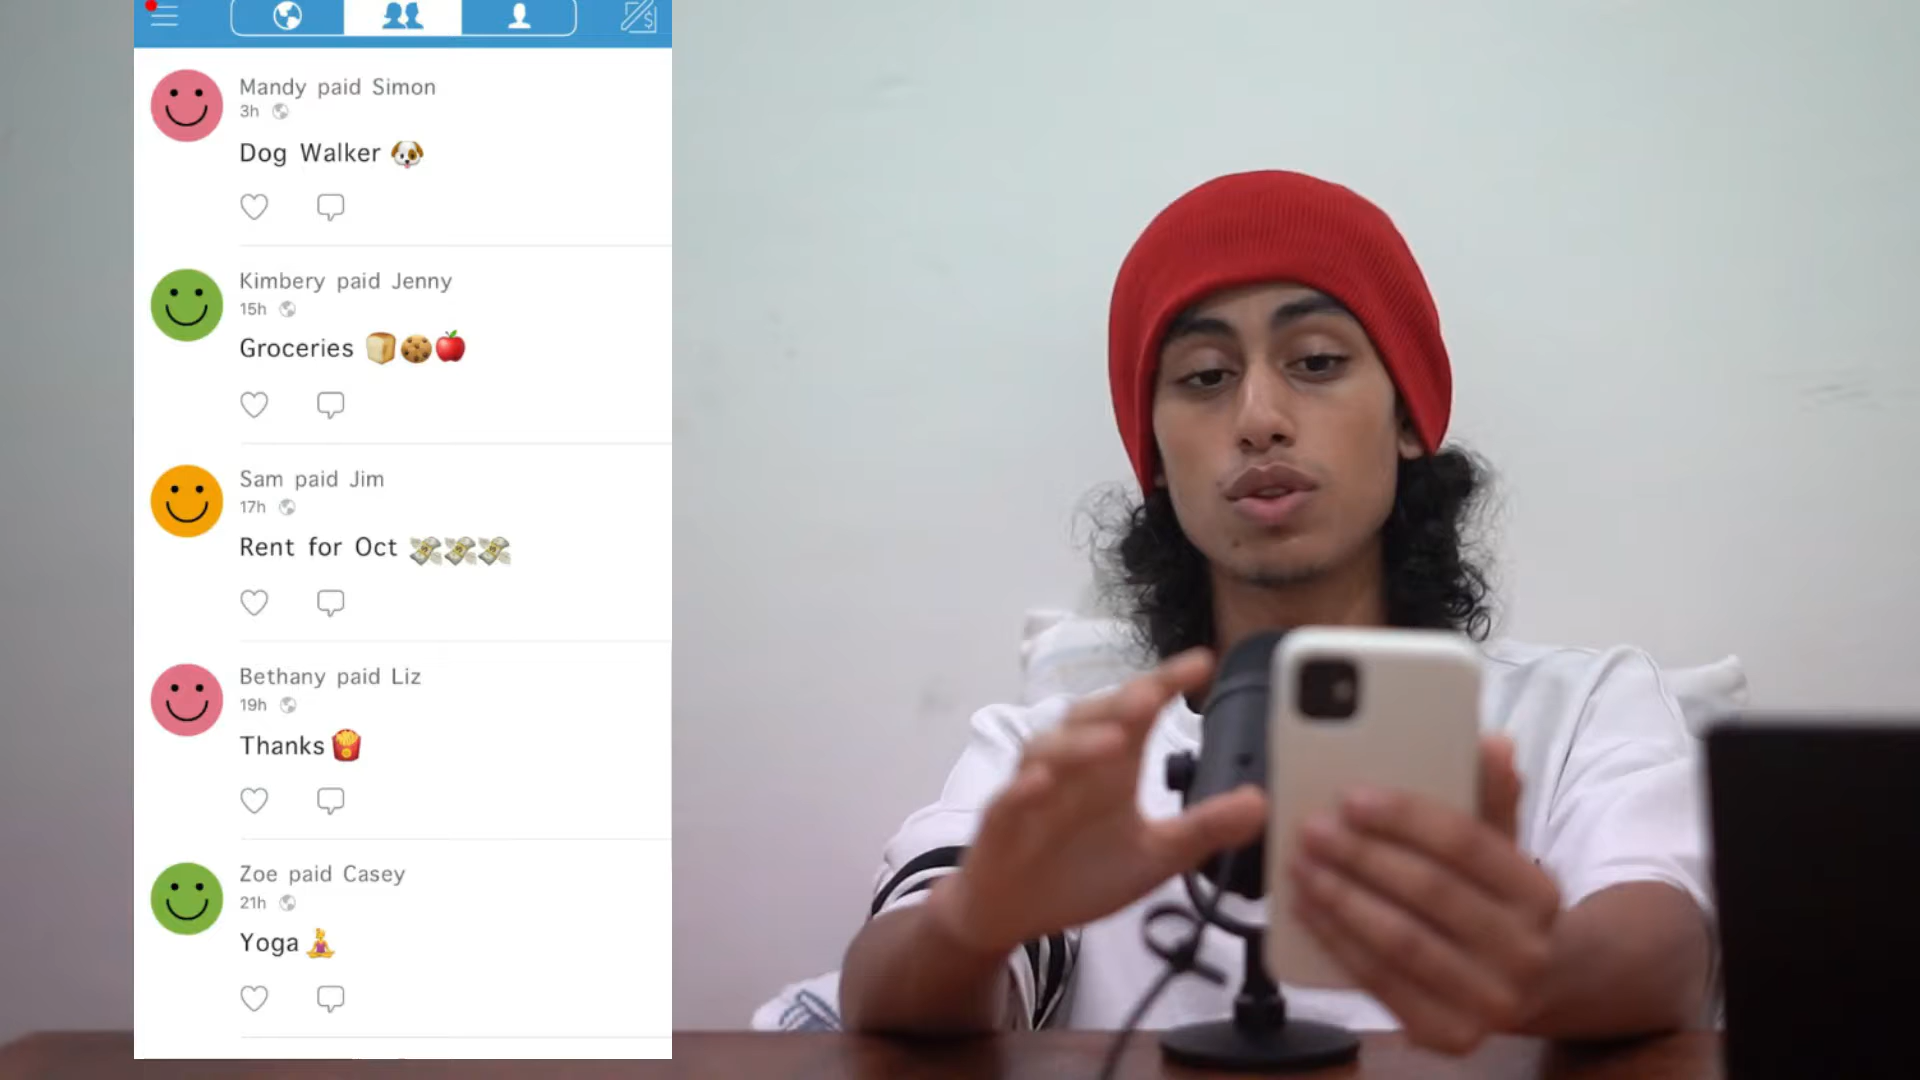 Mandy paid Simon
3h
Dog Walker
Kimbery paid Jenny
15h
Groceries
Sam paid Jim
17h
Rent for Oct
Bethany paid Liz
19h
Thanks
Zoe paid Casey
21h
Yoga